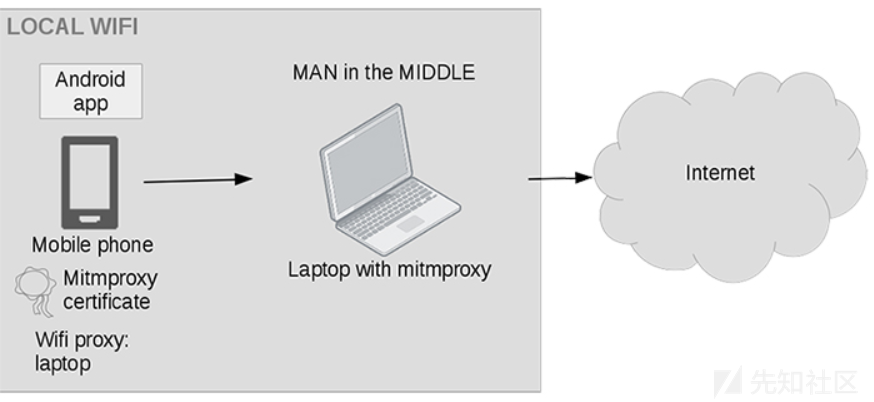 LOCAL WIFI
Android
app
MAN in the MIDDLE
Internet
Mobile phone
Laptop with mitmproxy
Mitmproxy
certificate
Wifi proxy:
laptop
先知社区